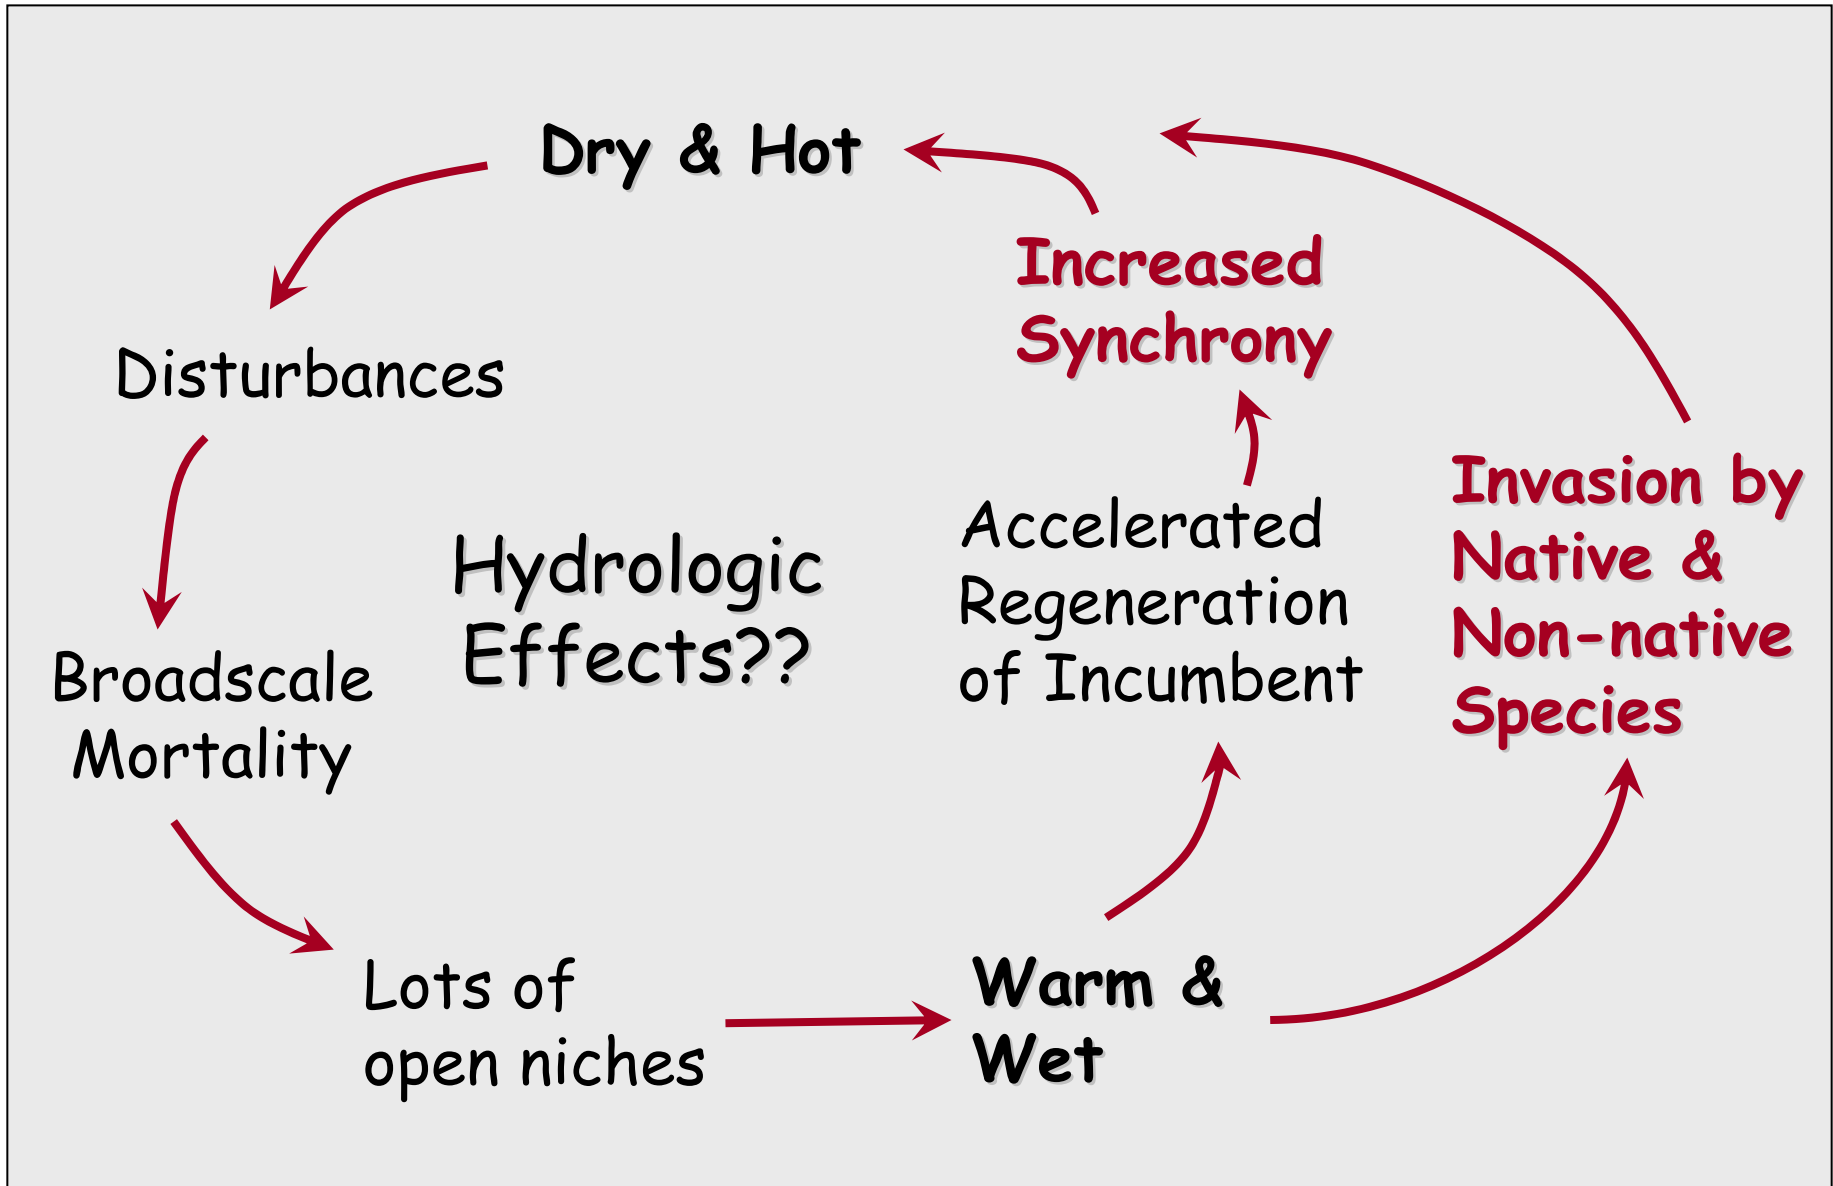 Dry & Hot
Disturbances
Broadscale
Mortality
Lots of
open niches
Warm &
Wet
Accelerated
Regeneration
of Incumbent
Increased
Synchrony
Invasion by
Native &
Non-native
Species
Hydrologic
Effects??